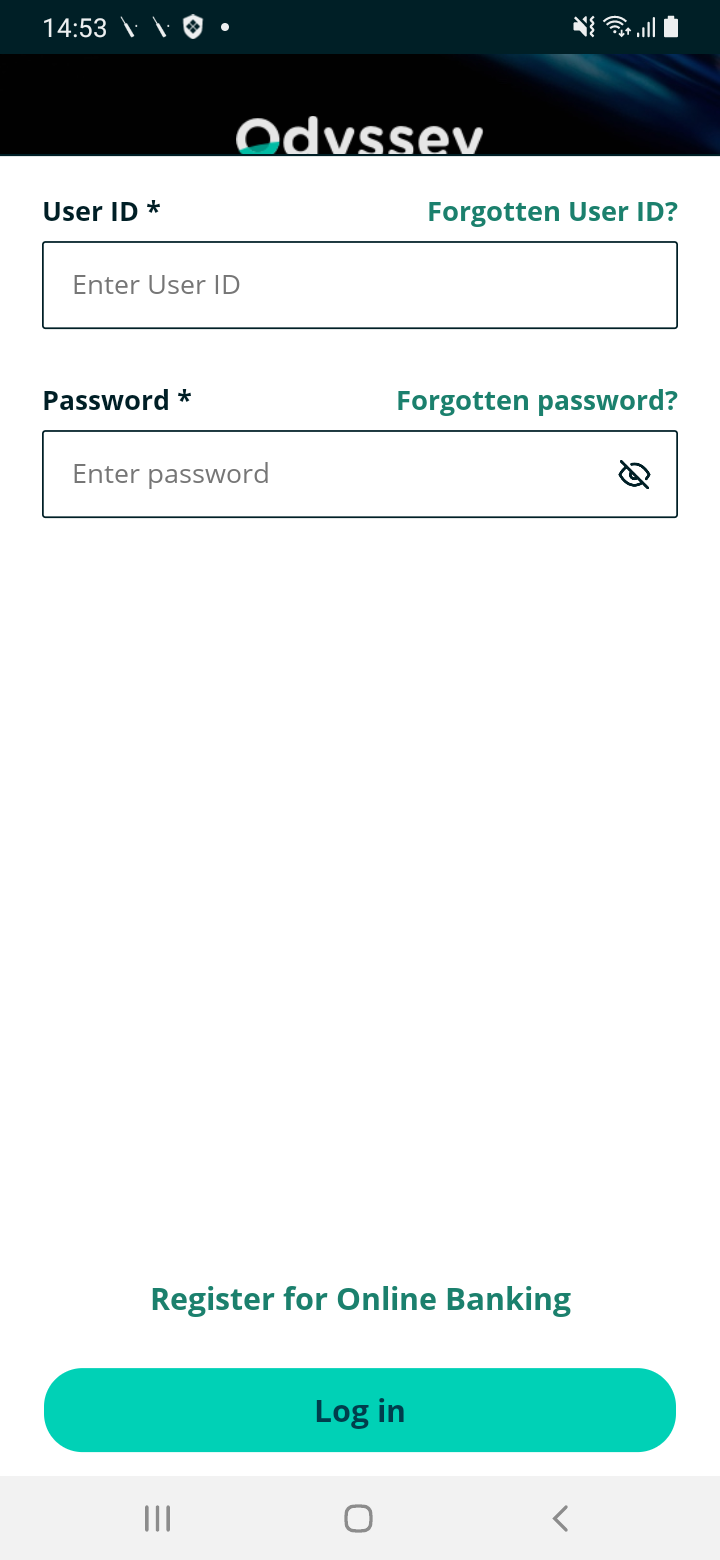 14:53
Odyssey
User ID *
Forgotten User ID?
Enter User ID
Password *
Forgotten password?
Enter password
Register for Online Banking
Log in